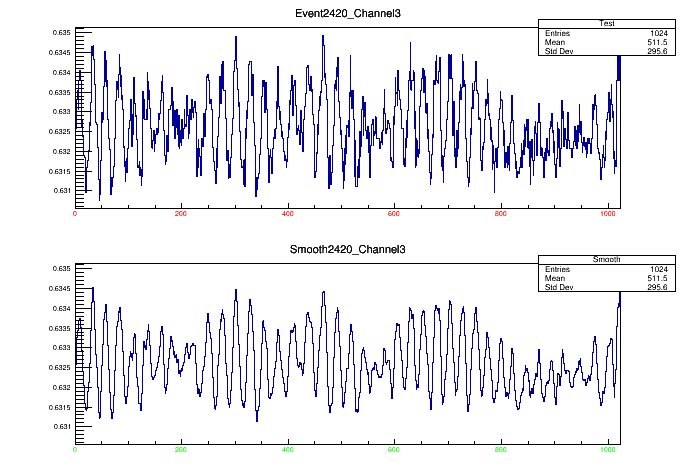 Event2420_Channel3
Test
Entries 1024
Mean 511.5
Std Dev 295.6
0.635
0.6345
0.634
0.6335
0.633
0.6325
0.632
0.6315
0.631
0 200 400 600 800 1000
Smooth2420_Channel3
Smooth
Entries 1024
Mean 511.5
Std Dev 295.6
0.635
0.6345
0.634
0.6335
0.633
0.6325
0.632
0.6315
0.631
0 200 400 600 800 1000